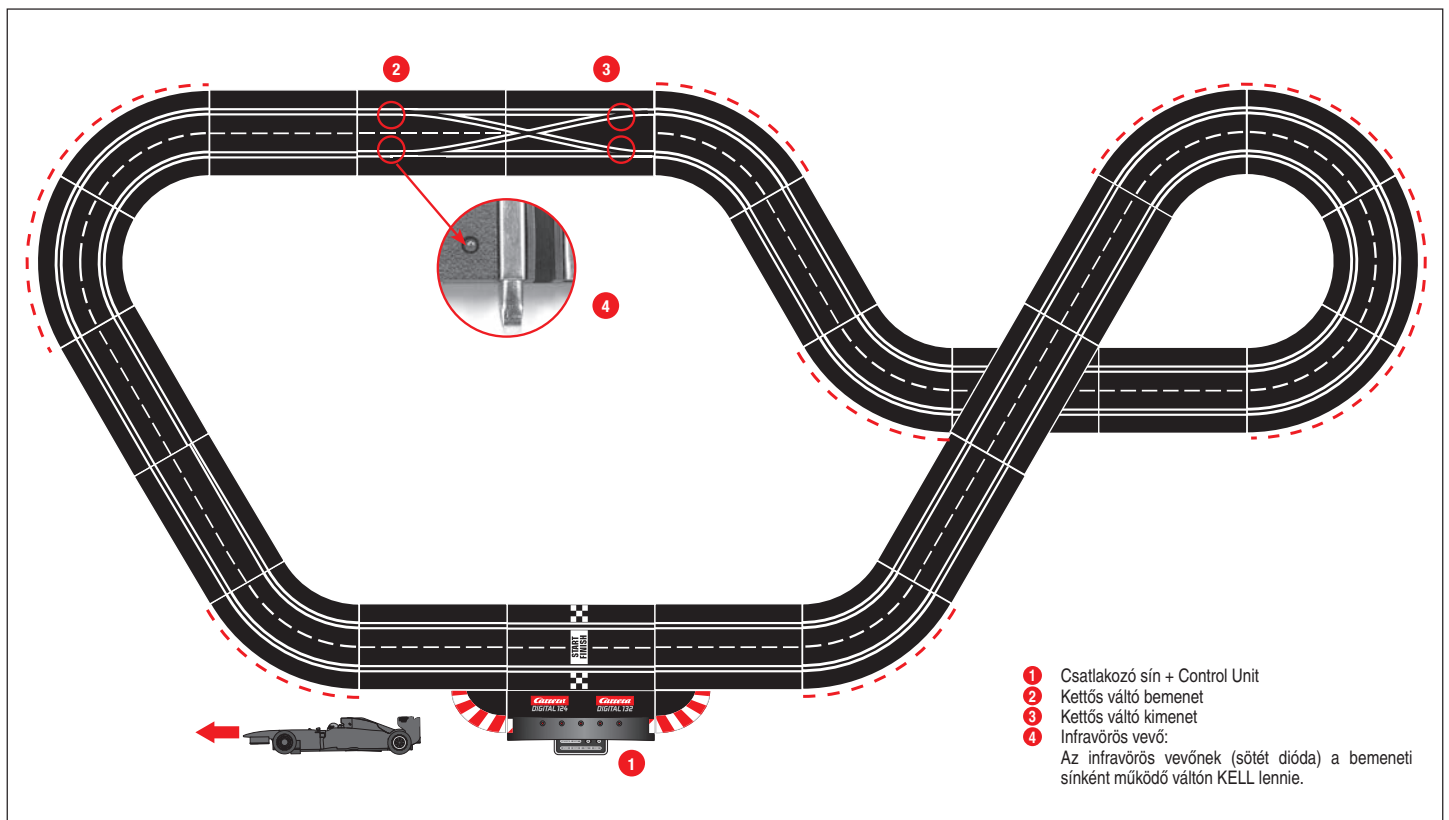 2
3
4
START
FINISH
Carrera
DIGITAL 124
Carrera
DIGITAL 132
1
1 Csatlakozó sín + Control Unit
2 Kettős váltó bemenet
3 Kettős váltó kimenet
4 Infravörös vevő:
Az infravörös vevőnek (sötét dióda) a bemeneti
sínként működő váltón KELL lennie.